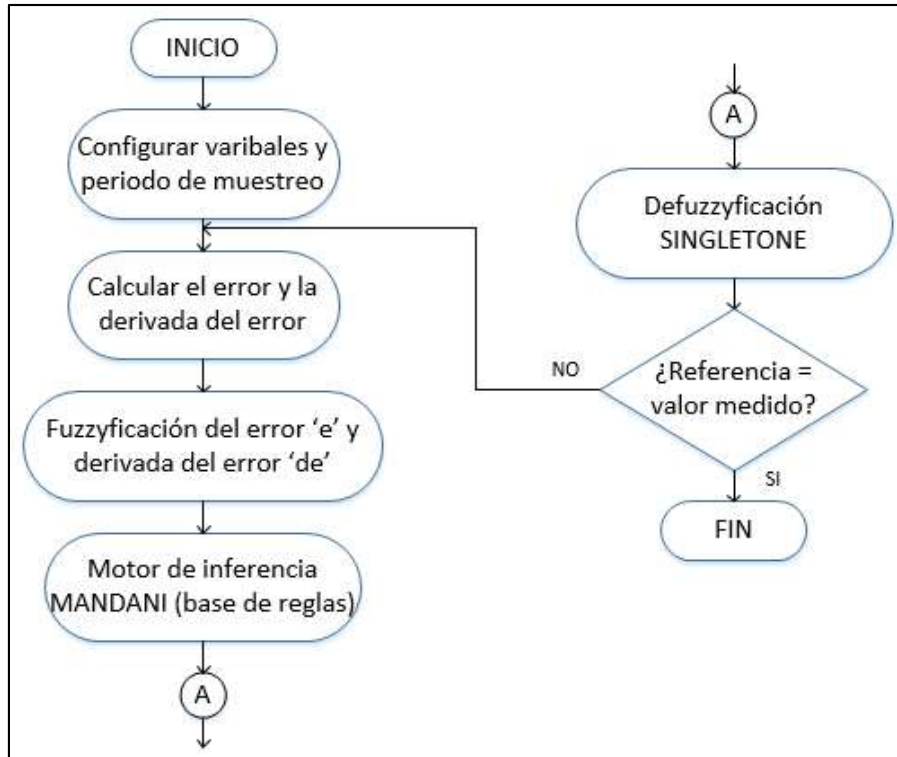 INICIO
Configurar varibales y
periodo de muestreo
Calcular el error y la
derivada del error
Fuzzyficación del error ‘e’ y
derivada del error ‘de’
Motor de inferencia
MANDANI (base de reglas)
A
A
Defuzzyficación
SINGLETONE
¿Referencia =
valor medido?
NO
SI
FIN